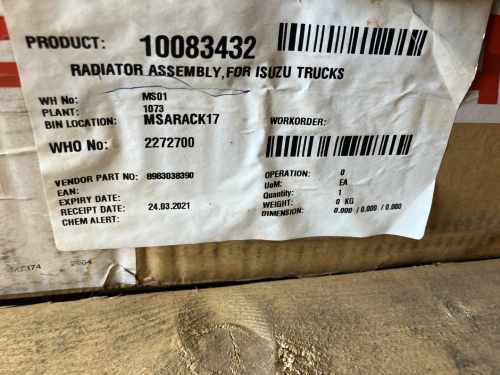 PRODUCT: 10083432
RADIATOR ASSEMBLY,FOR ISUZU TRUCKS
WH No: MS01
PLANT: 1073
BIN LOCATION: MSARACK17
WORKORDER:
WHO No: 2272700
VENDOR PART NO: 8983038390
EAN:
EXPIRY DATE:
RECEIPT DATE: 24.03.2021
CHEM ALERT:
OPERATION: 0
UoM: EA
Quantity: 1
WEIGHT: 0 KG
DIMENSION: 0.000 / 0.000 / 0.000